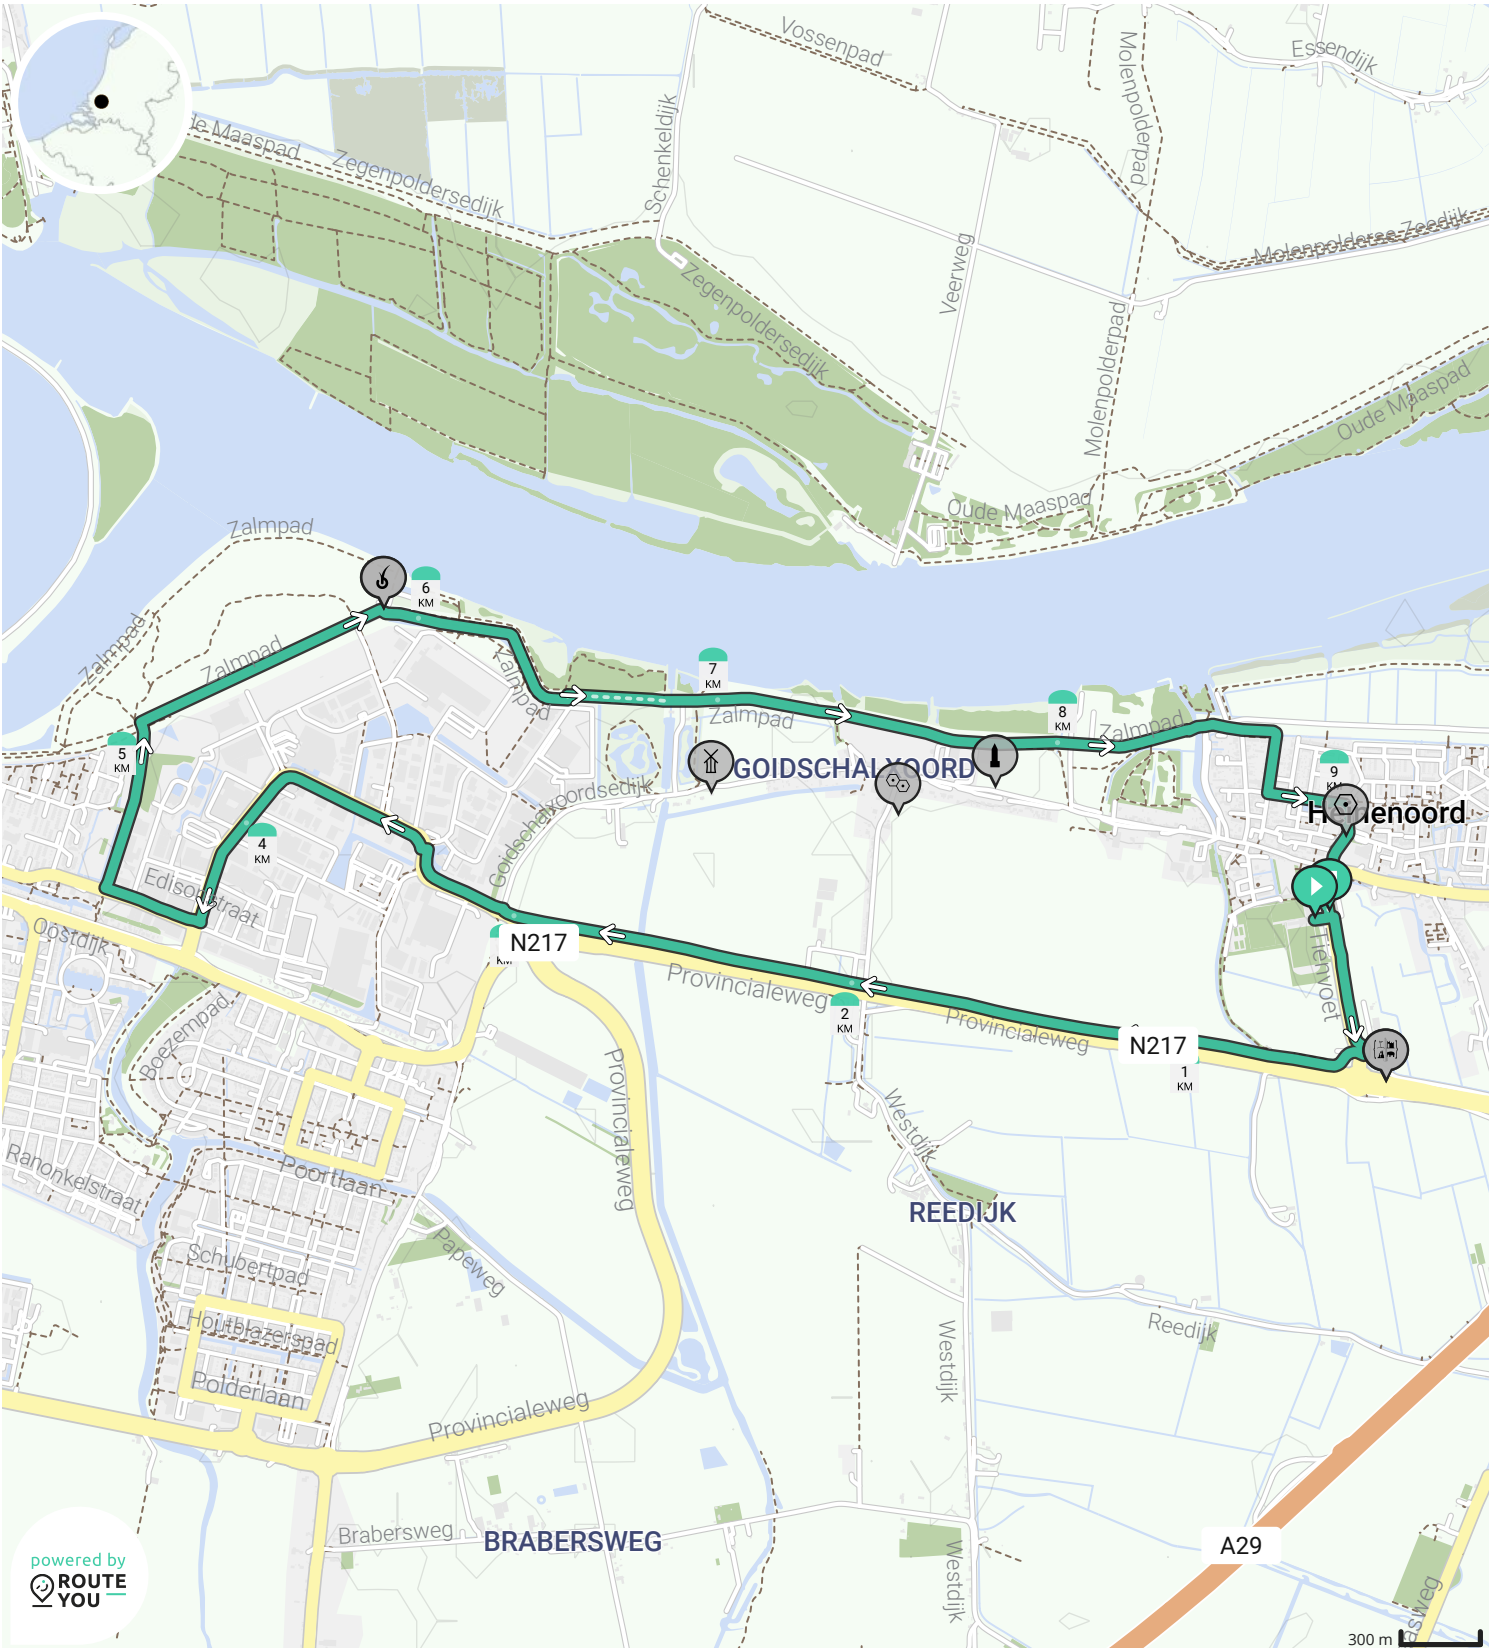 Vossenpad
Essendijk
Molenpolderpad
de Maaspad
Zegenpoldersedijk
Schenkeldijk
Molenpolderse Zeedijk
Veerweg
Zegenpoldersedijk
Molenpolderpad
Oude Maaspad
Oude Maaspad
Zalmpad
6
KM
Zalmpad
Zalmpad
Zalmpad
7
KM
Zalmpad
8
KM
Zalmpad
5
KM
GOIDSCHALXOORD
9
KM
Goidschalxoordsedijk
4
KM
Edisonstraat
Oostdijk
N217
KM
Tienvoet
Provincialeweg
2
KM
Provincialeweg
N217
1
KM
Boezempad
Provincialeweg
Westdijk
Ranonkelstraat
Poortlaan
REEDIJK
Papeweg
Schubertpad
Reedijk
Houtblazerspad
Westdijk
Polderlaan
Provincialeweg
Brabersweg
BRABERSWEG
A29
Westdijk
powered by
ROUTE
YOU
300 m